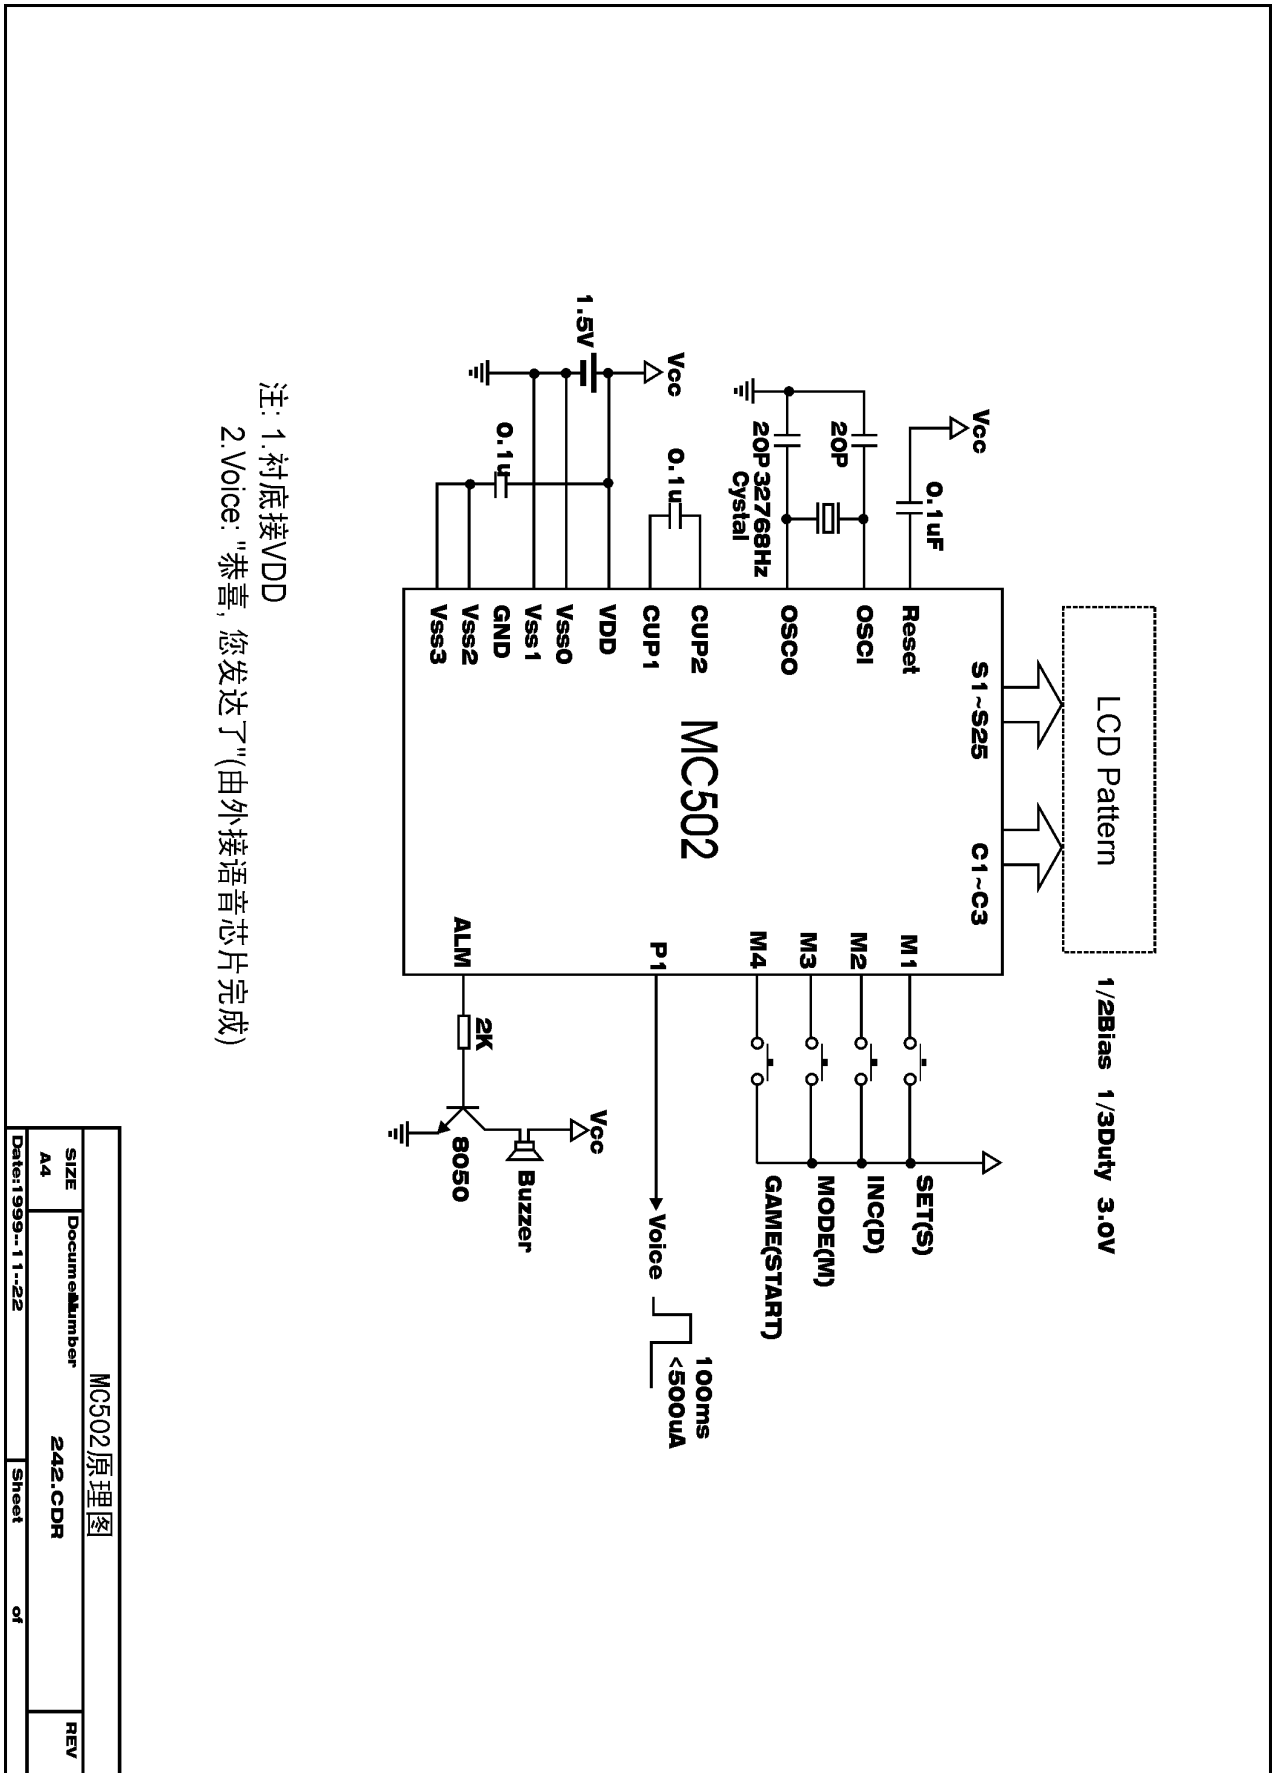 LCD Pattern
1/2Bias 1/3Duty 3.0V
S1~S25
C1~C3
Vcc
0.1uF
Reset
20P
OSCI
20P
32768Hz
Cystal
OSCO
Vcc
0.1u
CUP2
CUP1
1.5V
VDD
Vss0
Vss1
0.1u
GND
Vss2
Vss3
MC502
M1
SET(S)
M2
INC(D)
M3
MODE(M)
M4
GAME(START)
P1
Voice
100ms
<500uA
Vcc
Buzzer
ALM
2K
8050
注: 1.衬底接VDD
2.Voice: "恭喜, 您发达了"(由外接语音芯片完成)
MC502原理图
SIZE
A4
DocumeNumber
242.CDR
REV
Date:1999--11--22
Sheet of